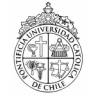 PONTIFICIA UNIVERSIDAD CATOLICA
DE CHILE